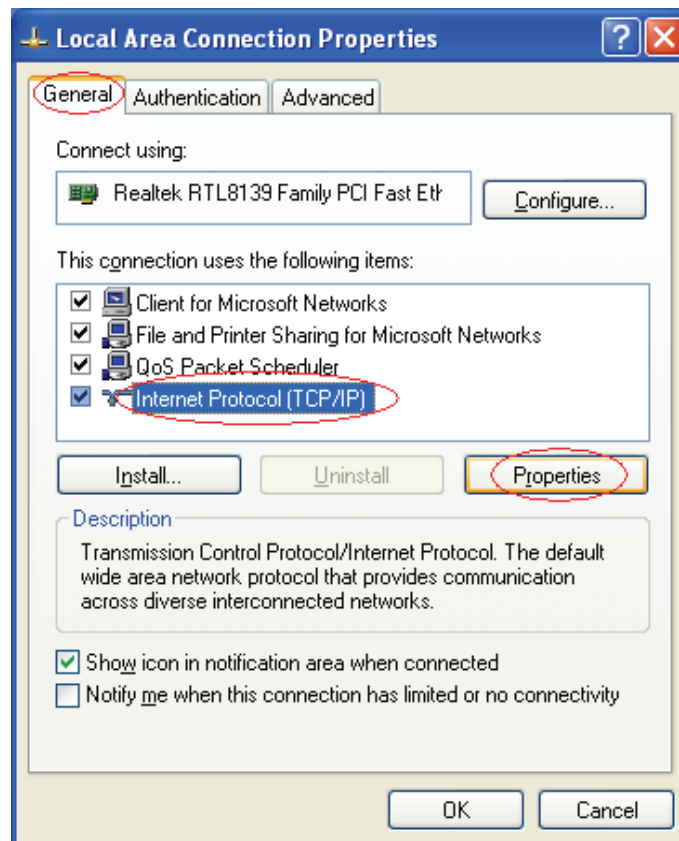 Local Area Connection Properties
General Authentication Advanced
Connect using:
Realtek RTL8139 Family PCI Fast Eth
Configure...
This connection uses the following items:
Client for Microsoft Networks
File and Printer Sharing for Microsoft Networks
QoS Packet Scheduler
Internet Protocol (TCP/IP)
Install... Uninstall Properties
Description
Transmission Control Protocol/Internet Protocol. The default
wide area network protocol that provides communication
across diverse interconnected networks.
Show icon in notification area when connected
Notify me when this connection has limited or no connectivity
OK Cancel